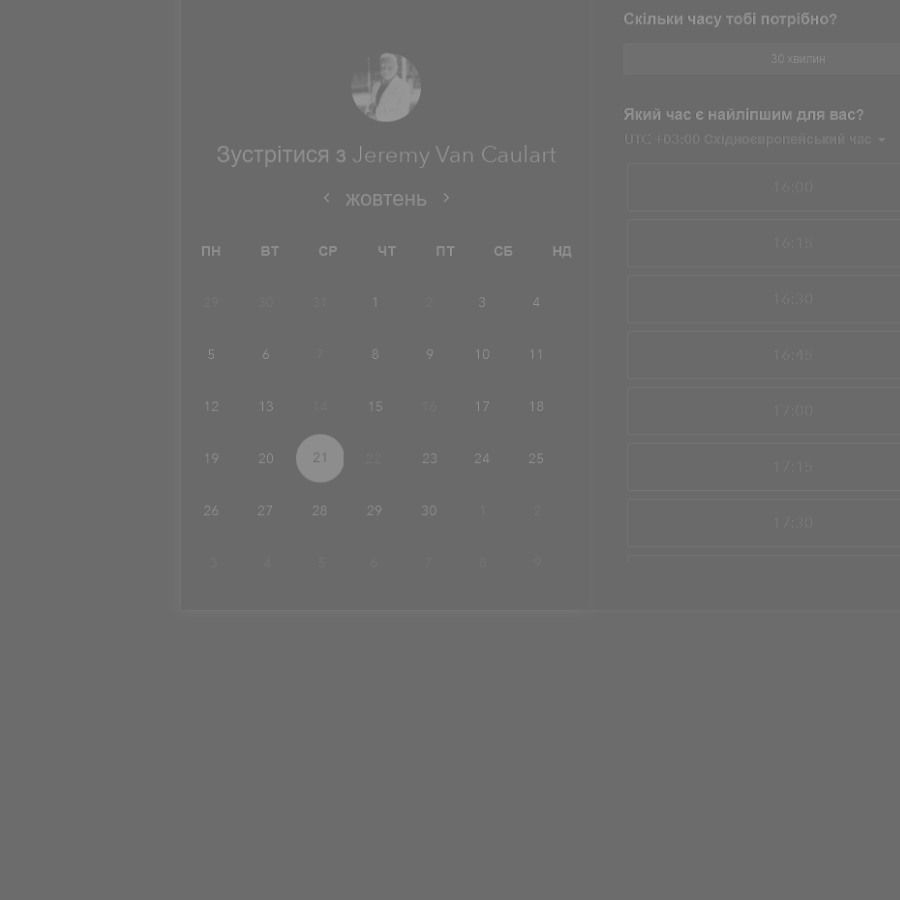 Зустрітися з Jeremy Van Caulart
жовтень
ПН ВТ СР ЧТ ПТ СБ НД
29 30 31 1 2 3 4
5 6 7 8 9 10 11
12 13 14 15 16 17 18
19 20 21 22 23 24 25
26 27 28 29 30 1 2
3 4 5 6 7 8 9
Скільки часу тобі потрібно?
30 хвилин
Який час є найліпшим для вас?
UTC +03:00 Східноєвропейський час
16:00
16:15
16:30
16:45
17:00
17:15
17:30